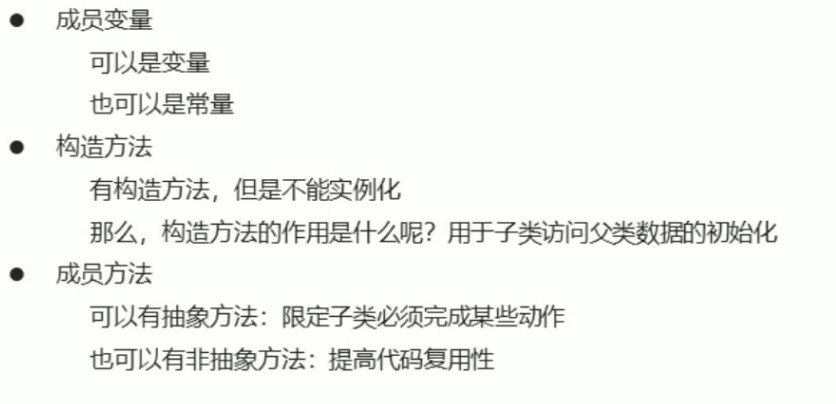 ● 成员变量
可以是变量
也可以是常量
● 构造方法
有构造方法，但是不能实例化
那么，构造方法的作用是什么呢？用于子类访问父类数据的初始化
● 成员方法
可以有抽象方法：限定子类必须完成某些动作
也可以有非抽象方法：提高代码复用性